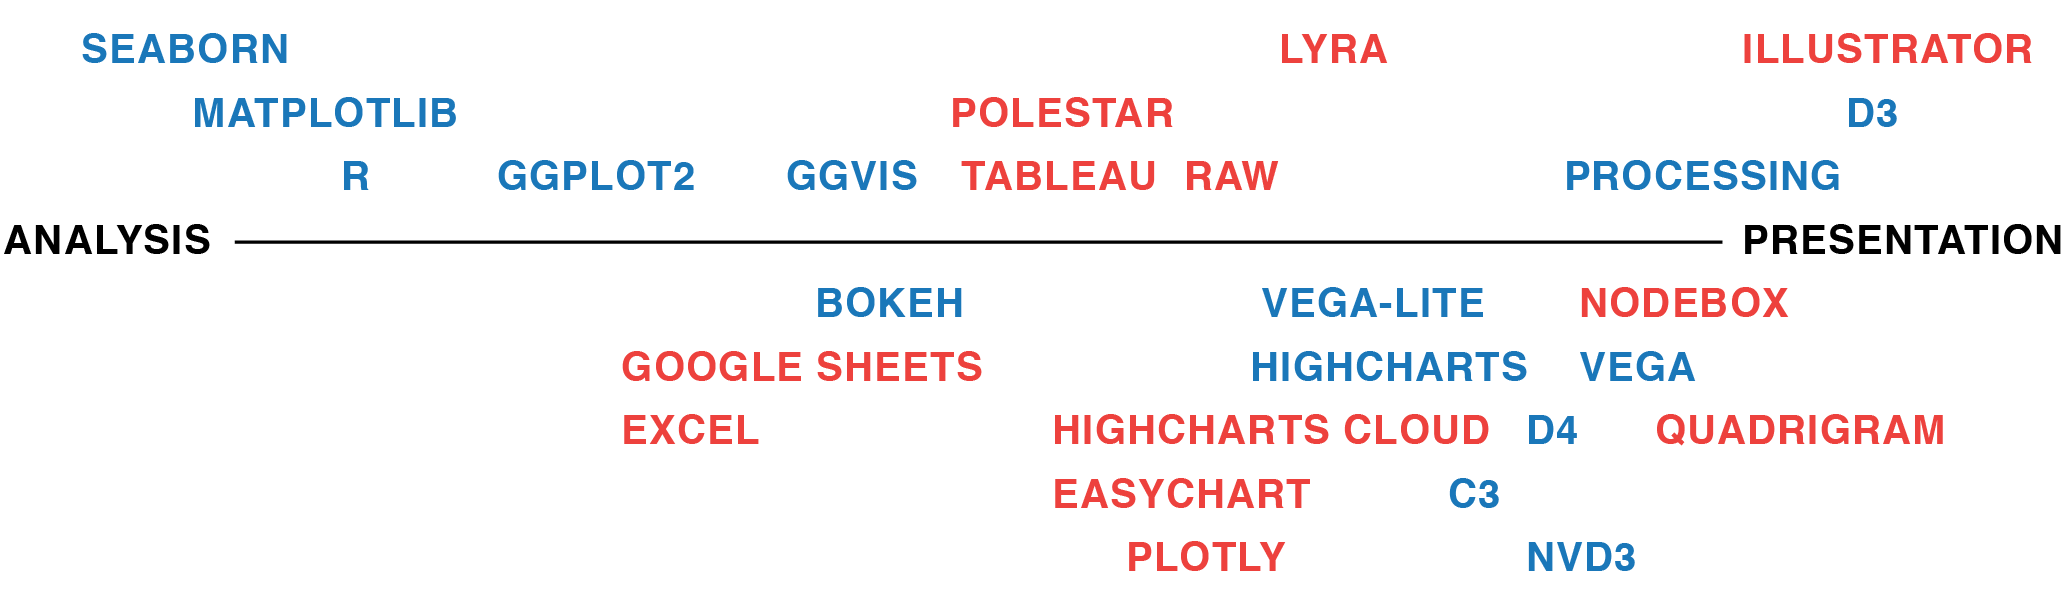 SEABORN LYRA ILLUSTRATOR
MATPLOTLIB POLESTAR D3
R GGPLOT2 GGVIS TABLEAU RAW PROCESSING
ANALYSIS PRESENTATION
BOKEH VEGA-LITE NODEBOX
GOOGLE SHEETS HIGHCHARTS VEGA
EXCEL HIGHCHARTS CLOUD D4 QUADRIGRAM
EASYCHART C3
PLOTLY NVD3